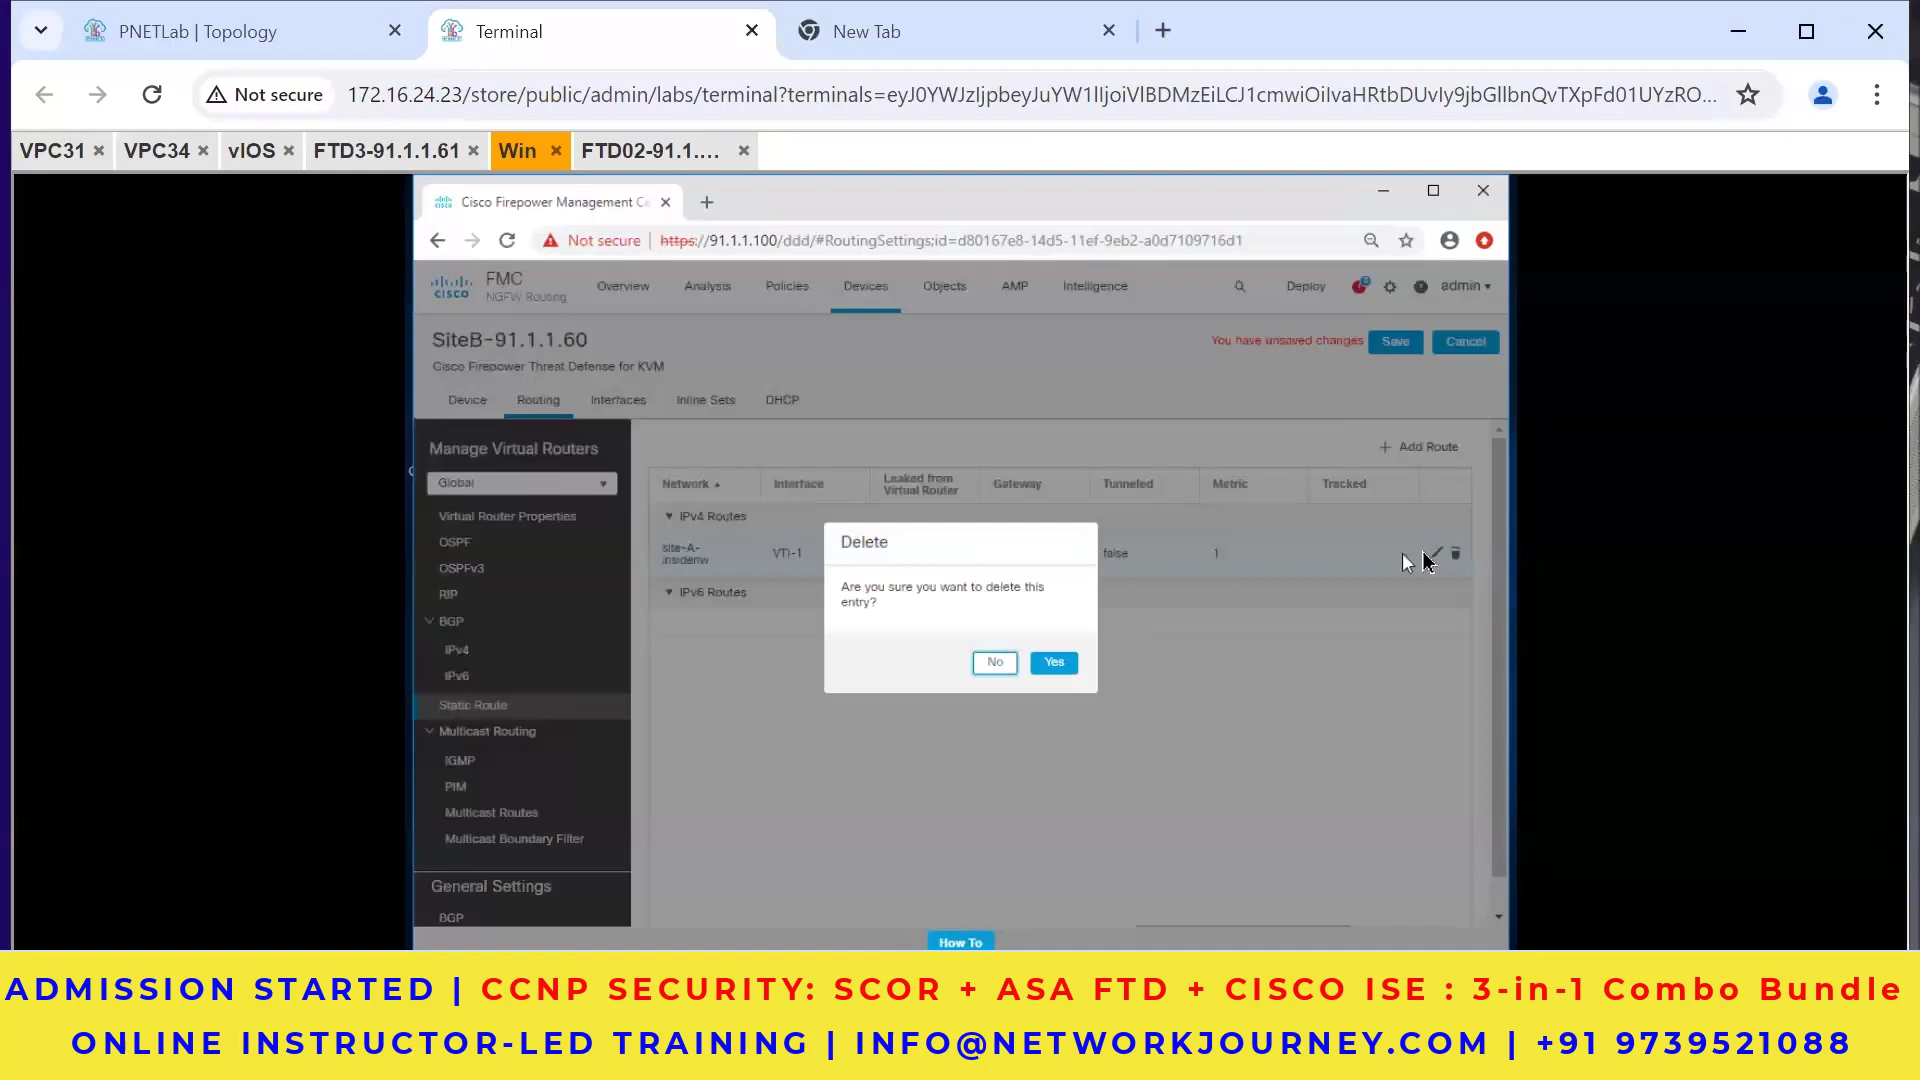 PNETLab | Topology
Terminal
New Tab
Not secure
172.16.24.23/store/public/admin/labs/terminal?terminals=
VPC31
VPC34
vIOS
FTD3-91.1.1.61
Win
FTD02-91.1....
Cisco Firepower Management Ce
Not secure
https://91.1.1.100/ddd/#RoutingSettings;id=d80167e8-14d5-11ef-9eb2-a0d7109716d1
cisco
FMC
NGFW Routing
Overview
Analysis
Policies
Devices
Objects
AMP
Intelligence
Deploy
admin
SiteB-91.1.1.60
Cisco Firepower Threat Defense for KVM
You have unsaved changes
Save
Cancel
Device
Routing
Interfaces
Inline Sets
DHCP
Manage Virtual Routers
Global
Virtual Router Properties
OSPF
OSPFv3
RIP
BGP
IPv4
IPv6
Static Route
Multicast Routing
IGMP
PIM
Multicast Routes
Multicast Boundary Filter
General Settings
BGP
+ Add Route
Network
Interface
Leaked from
Virtual Router
Gateway
Tunneled
Metric
Tracked
IPv4 Routes
site-A-
insidenw
VTI-1
false
1
IPv6 Routes
Delete
Are you sure you want to delete this
entry?
No
Yes
How To
ADMISSION STARTED | CCNP SECURITY: SCOR + ASA FTD + CISCO ISE : 3-in-1 Combo Bundle
ONLINE INSTRUCTOR-LED TRAINING | INFO@NETWORKJOURNEY.COM | +91 9739521088